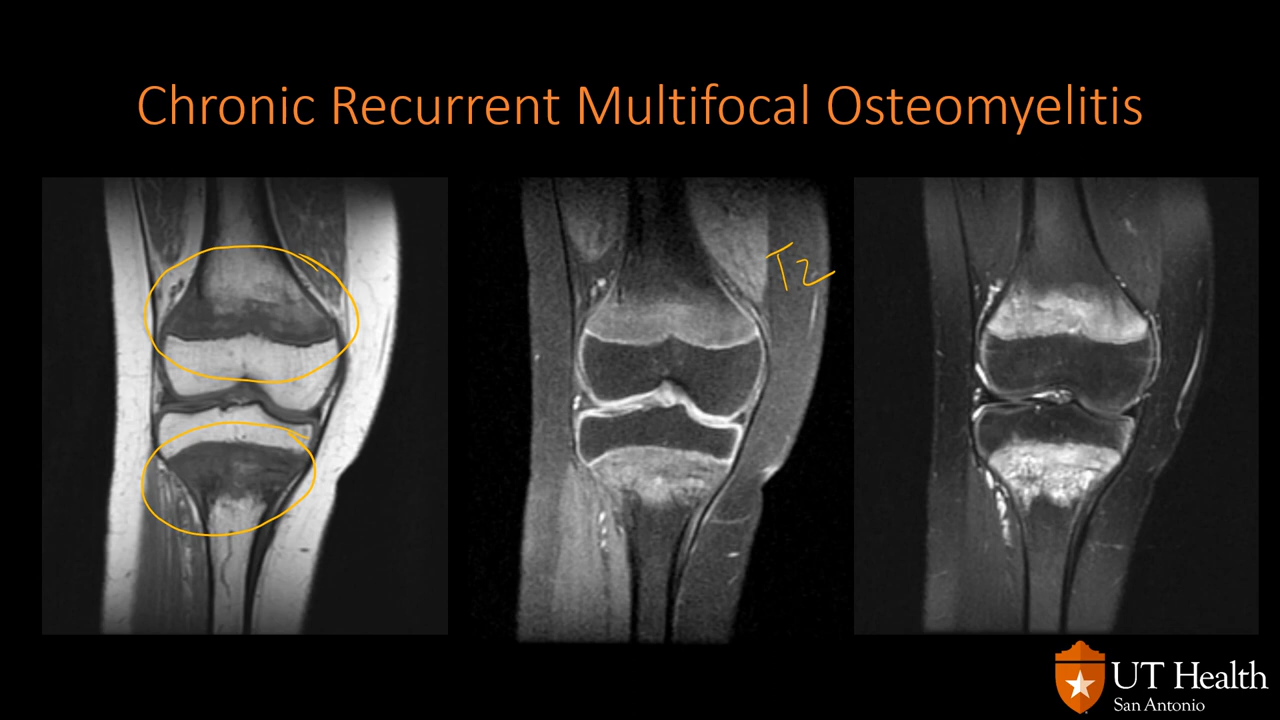 Chronic Recurrent Multifocal Osteomyelitis
T2
UT Health
San Antonio